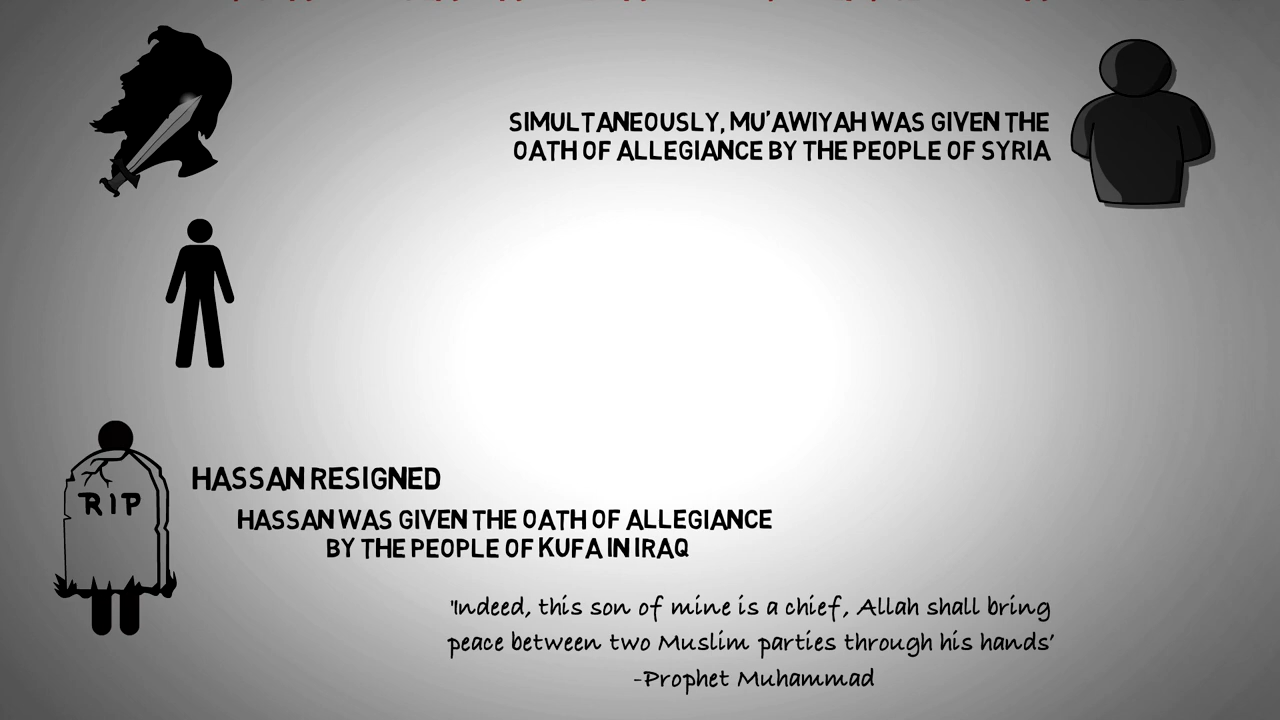 SIMULTANEOUSLY, MU'AWIYAH WAS GIVEN THE
OATH OF ALLEGIANCE BY THE PEOPLE OF SYRIA
RIP
HASSAN RESIGNED
HASSAN WAS GIVEN THE OATH OF ALLEGIANCE
BY THE PEOPLE OF KUFA IN IRAQ
'Indeed, this son of mine is a chief, Allah shall bring
peace between two Muslim parties through his hands'
-Prophet Muhammad